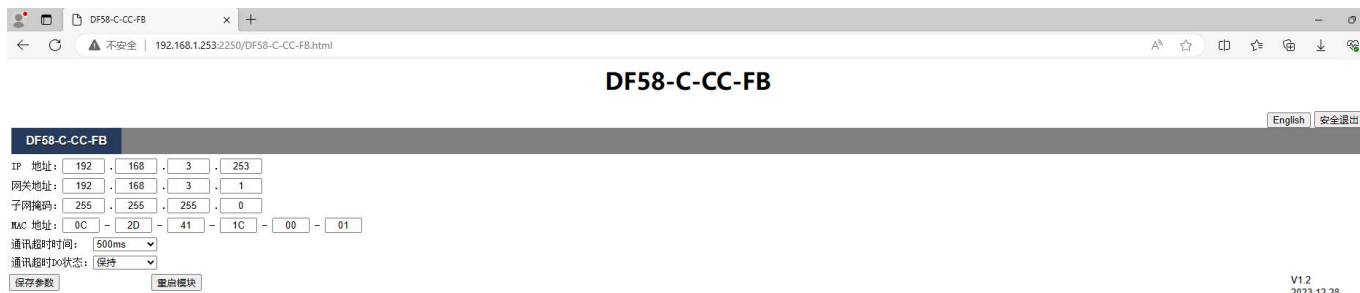 DF58-C-CC-FB
不安全 | 192.168.1.253:2250/DF58-C-CC-FB.html
DF58-C-CC-FB
English 安全退出
DF58-C-CC-FB
IP 地址: 192 . 168 . 3 . 253
网关地址: 192 . 168 . 3 . 1
子网掩码: 255 . 255 . 255 . 0
MAC 地址: 0C - 2D - 41 - 1C - 00 - 01
通讯超时时间: 500ms
通讯超时DO状态: 保持
保存参数 重启模块
V1.2
2023.12.28